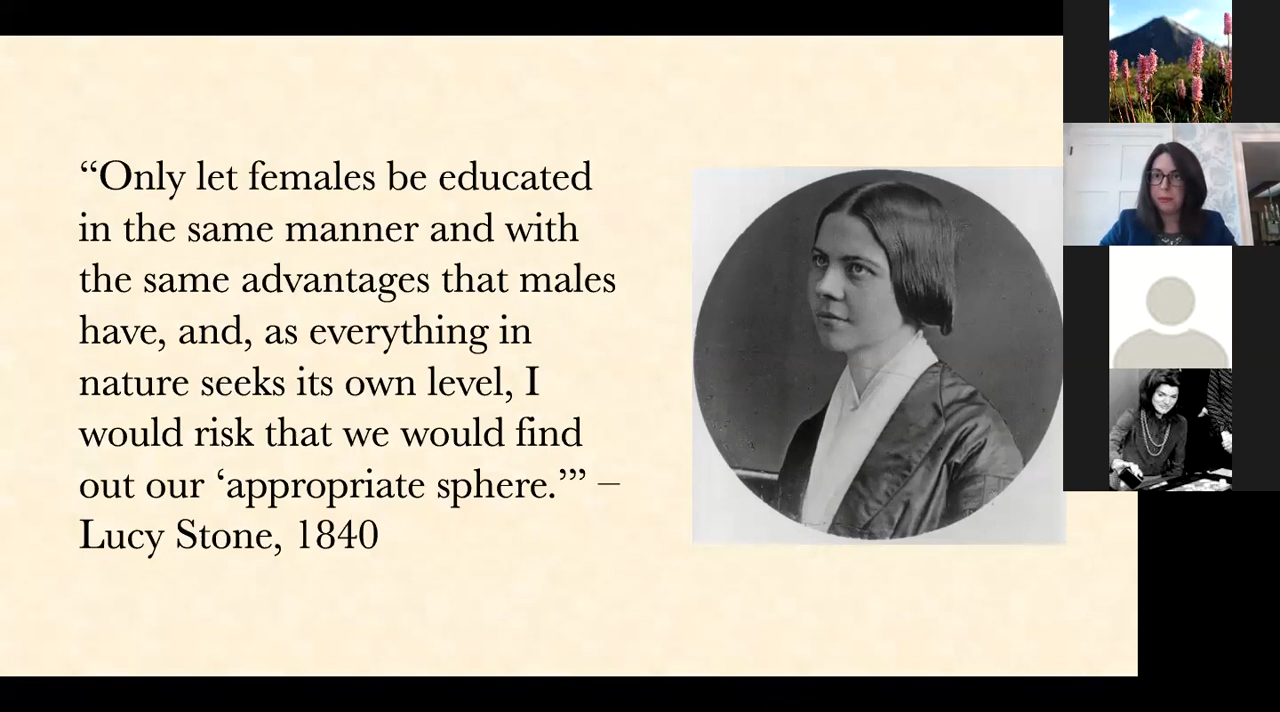 “Only let females be educated
in the same manner and with
the same advantages that males
have, and, as everything in
nature seeks its own level, I
would risk that we would find
out our ‘appropriate sphere.’” –
Lucy Stone, 1840